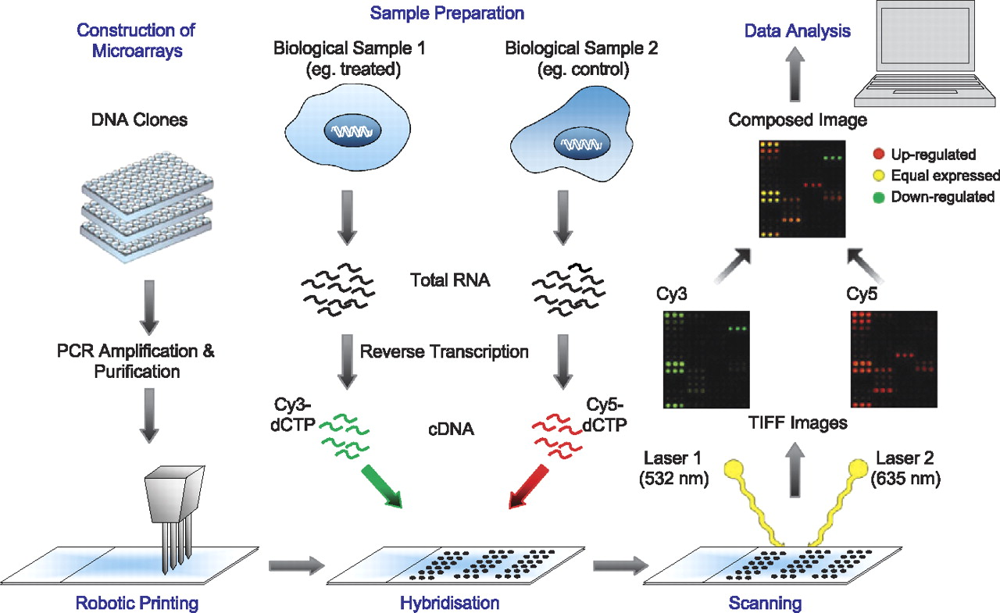 Construction of
Microarrays
DNA Clones
PCR Amplification &
Purification
Robotic Printing
Sample Preparation
Biological Sample 1
(eg. treated)
Biological Sample 2
(eg. control)
Total RNA
Reverse Transcription
Cy3-
dCTP
cDNA
Cy5-
dCTP
Hybridisation
Data Analysis
Composed Image
Up-regulated
Equal expressed
Down-regulated
Cy3
Cy5
TIFF Images
Laser 1
(532 nm)
Laser 2
(635 nm)
Scanning